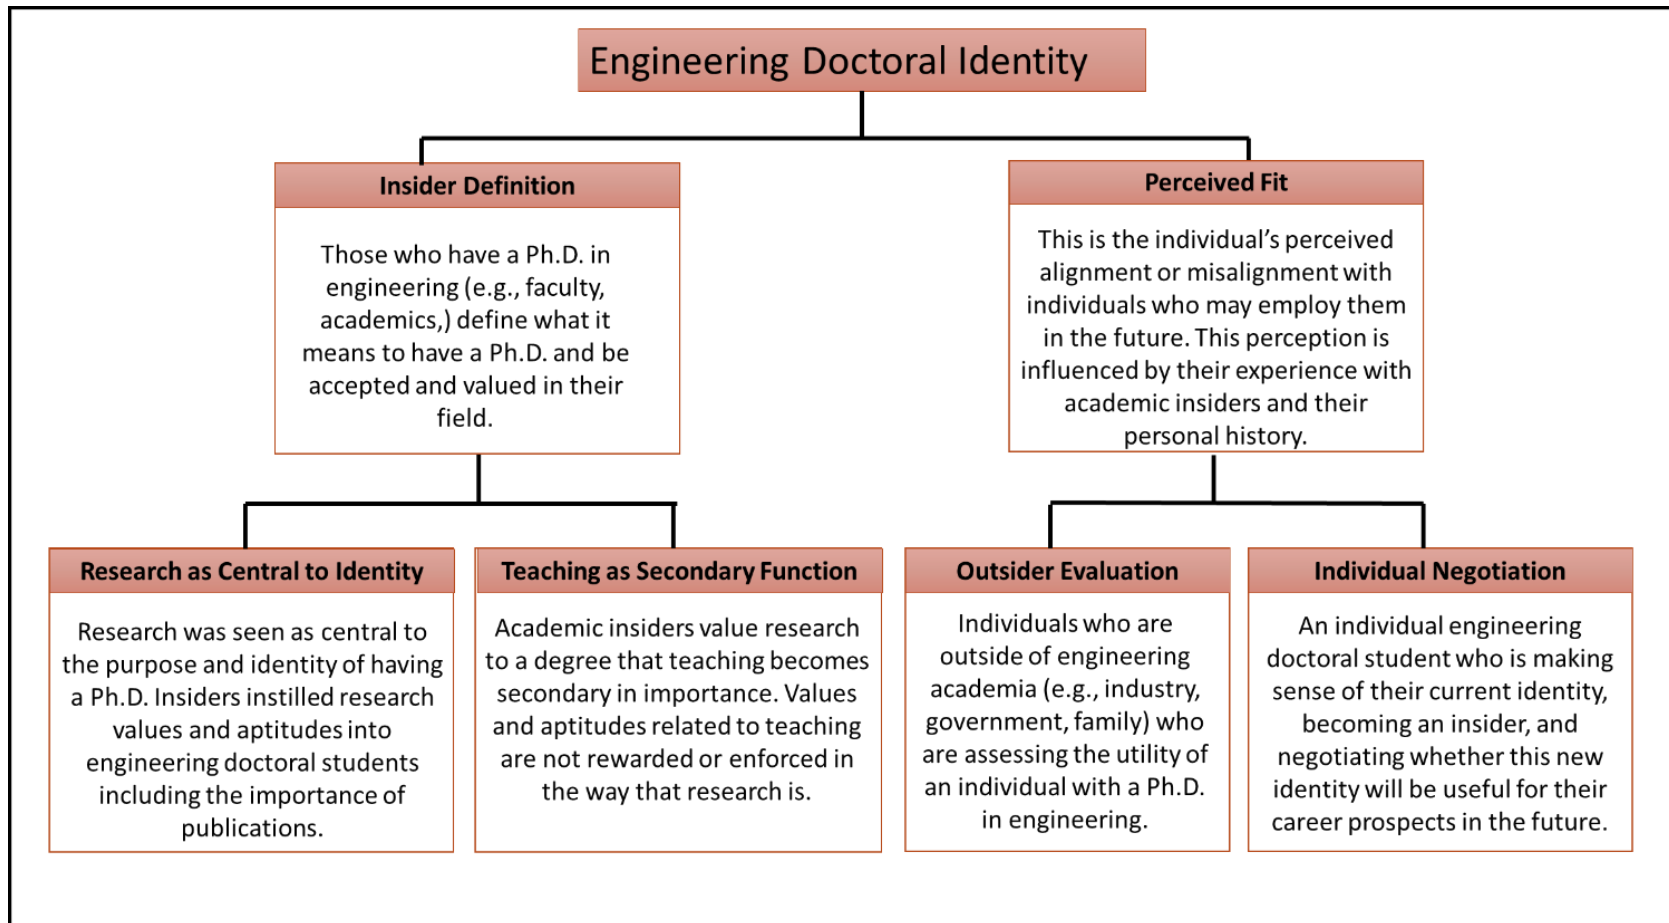 Engineering Doctoral Identity
Insider Definition
Those who have a Ph.D. in
engineering (e.g., faculty,
academics,) define what it
means to have a Ph.D. and be
accepted and valued in their
field.
Perceived Fit
This is the individual’s perceived
alignment or misalignment with
individuals who may employ them
in the future. This perception is
influenced by their experience with
academic insiders and their
personal history.
Research as Central to Identity
Research was seen as central to
the purpose and identity of having
a Ph.D. Insiders instilled research
values and aptitudes into
engineering doctoral students
including the importance of
publications.
Teaching as Secondary Function
Academic insiders value research
to a degree that teaching becomes
secondary in importance. Values
and aptitudes related to teaching
are not rewarded or enforced in
the way that research is.
Outsider Evaluation
Individuals who are
outside of engineering
academia (e.g., industry,
government, family) who
are assessing the utility of
an individual with a Ph.D.
in engineering.
Individual Negotiation
An individual engineering
doctoral student who is making
sense of their current identity,
becoming an insider, and
negotiating whether this new
identity will be useful for their
career prospects in the future.